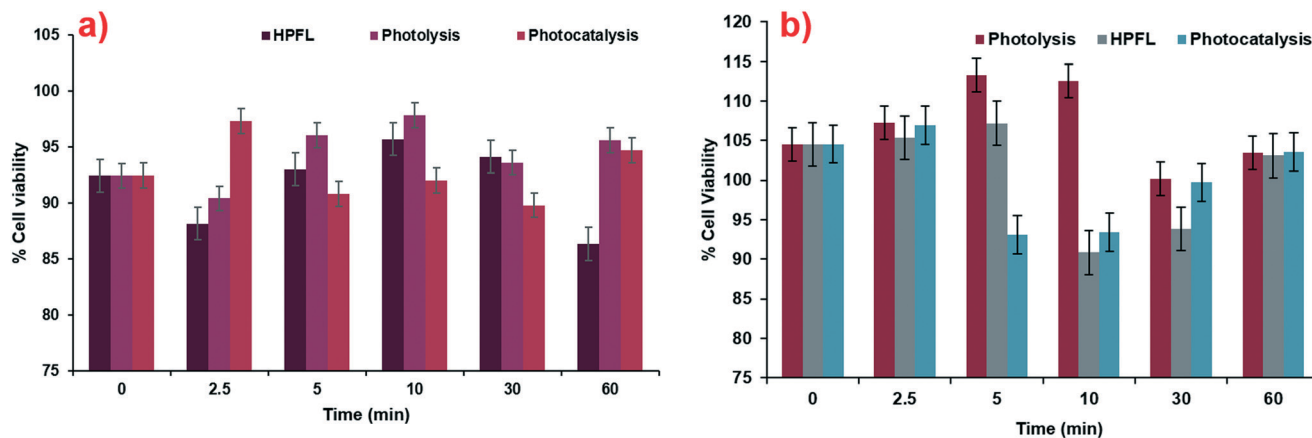 a)
HPFL Photolysis Photocatalysis
105
100
95
90
85
80
75
% Cell viability
0 2.5 5 10 30 60
Time (min)
b)
Photolysis HPFL Photocatalysis
120
115
110
105
100
95
90
85
80
75
% Cell Viability
0 2.5 5 10 30 60
Time (min)